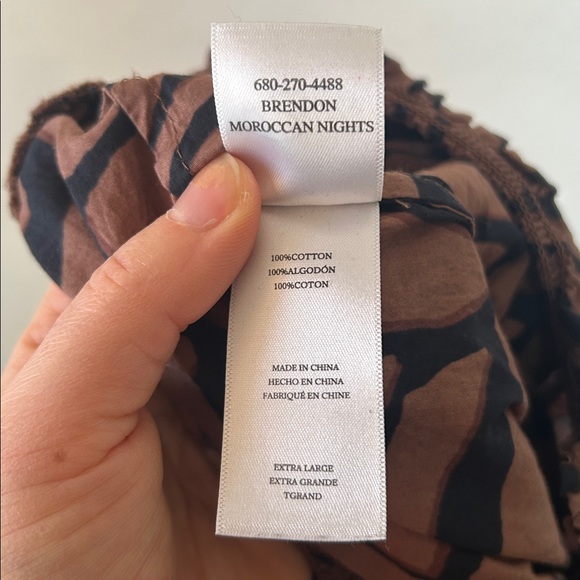 680-270-4488
BRENDON
MOROCCAN NIGHTS
100%COTTON
100%ALGODÓN
100%COTON
MADE IN CHINA
HECHO EN CHINA
FABRIQUÉ EN CHINE
EXTRA LARGE
EXTRA GRANDE
TGRAND